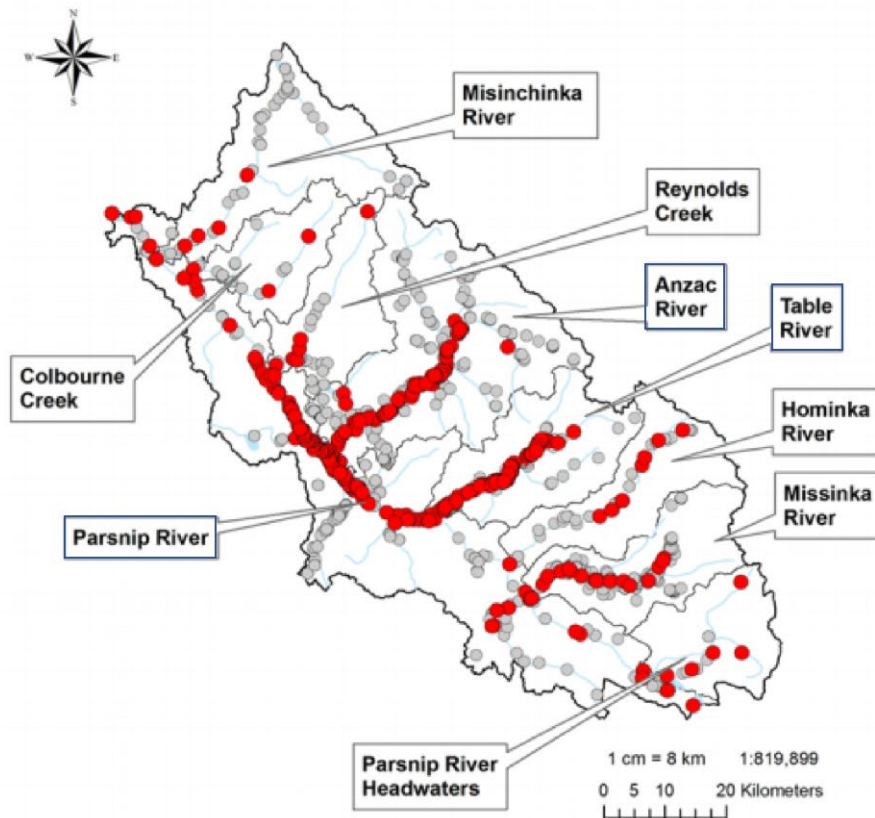 N
W
E
S
Misinchinka
River
Reynolds
Creek
Anzac
River
Table
River
Colbourne
Creek
Hominka
River
Missinka
River
Parsnip River
Parsnip River
Headwaters
1 cm = 8 km 1:819,899
0 5 10 20 Kilometers